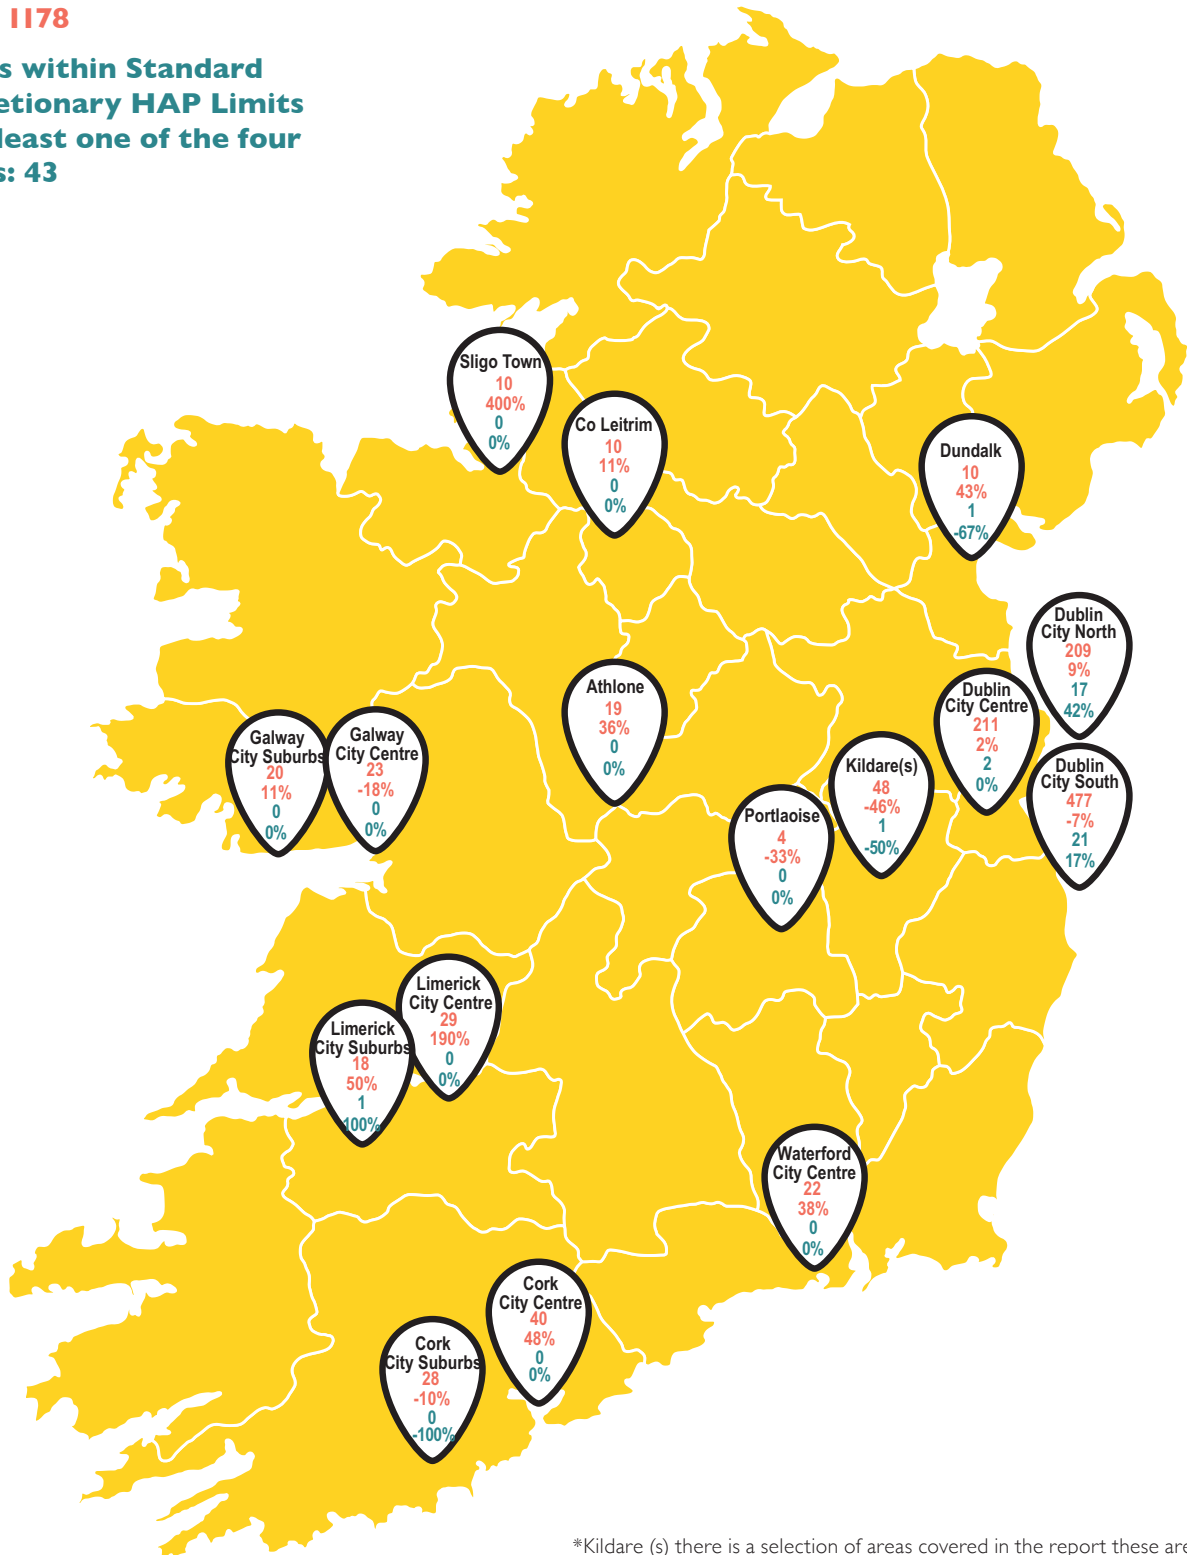 1178
s within Standard
etionary HAP Limits
least one of the four
s: 43
Sligo Town
10
400%
0
0%
Co Leitrim
10
11%
0
0%
Dundalk
10
43%
1
-67%
Dublin
City North
209
9%
17
42%
Athlone
19
36%
0
0%
Dublin
City Centre
211
2%
2
0%
Galway
City Suburbs
20
11%
0
0%
Galway
City Centre
23
-18%
0
0%
Kildare(s)
48
-46%
1
-50%
Dublin
City South
477
-7%
21
17%
Portlaoise
4
-33%
0
0%
Limerick
City Centre
29
190%
0
0%
Limerick
City Suburbs
18
50%
1
100%
Waterford
City Centre
22
38%
0
0%
Cork
City Centre
40
48%
0
0%
Cork
City Suburbs
28
-10%
0
-100%
*Kildare (s) there is a selection of areas covered in the report these are